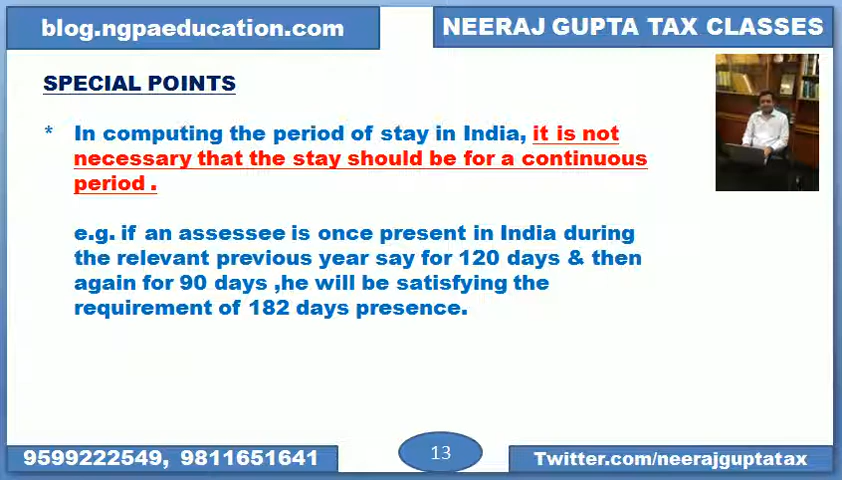 blog.ngpaeducation.com
NEERAJ GUPTA TAX CLASSES
SPECIAL POINTS
* In computing the period of stay in India, it is not
necessary that the stay should be for a continuous
period .
e.g. if an assessee is once present in India during
the relevant previous year say for 120 days & then
again for 90 days ,he will be satisfying the
requirement of 182 days presence.
9599222549, 9811651641
13
Twitter.com/neerajguptatax